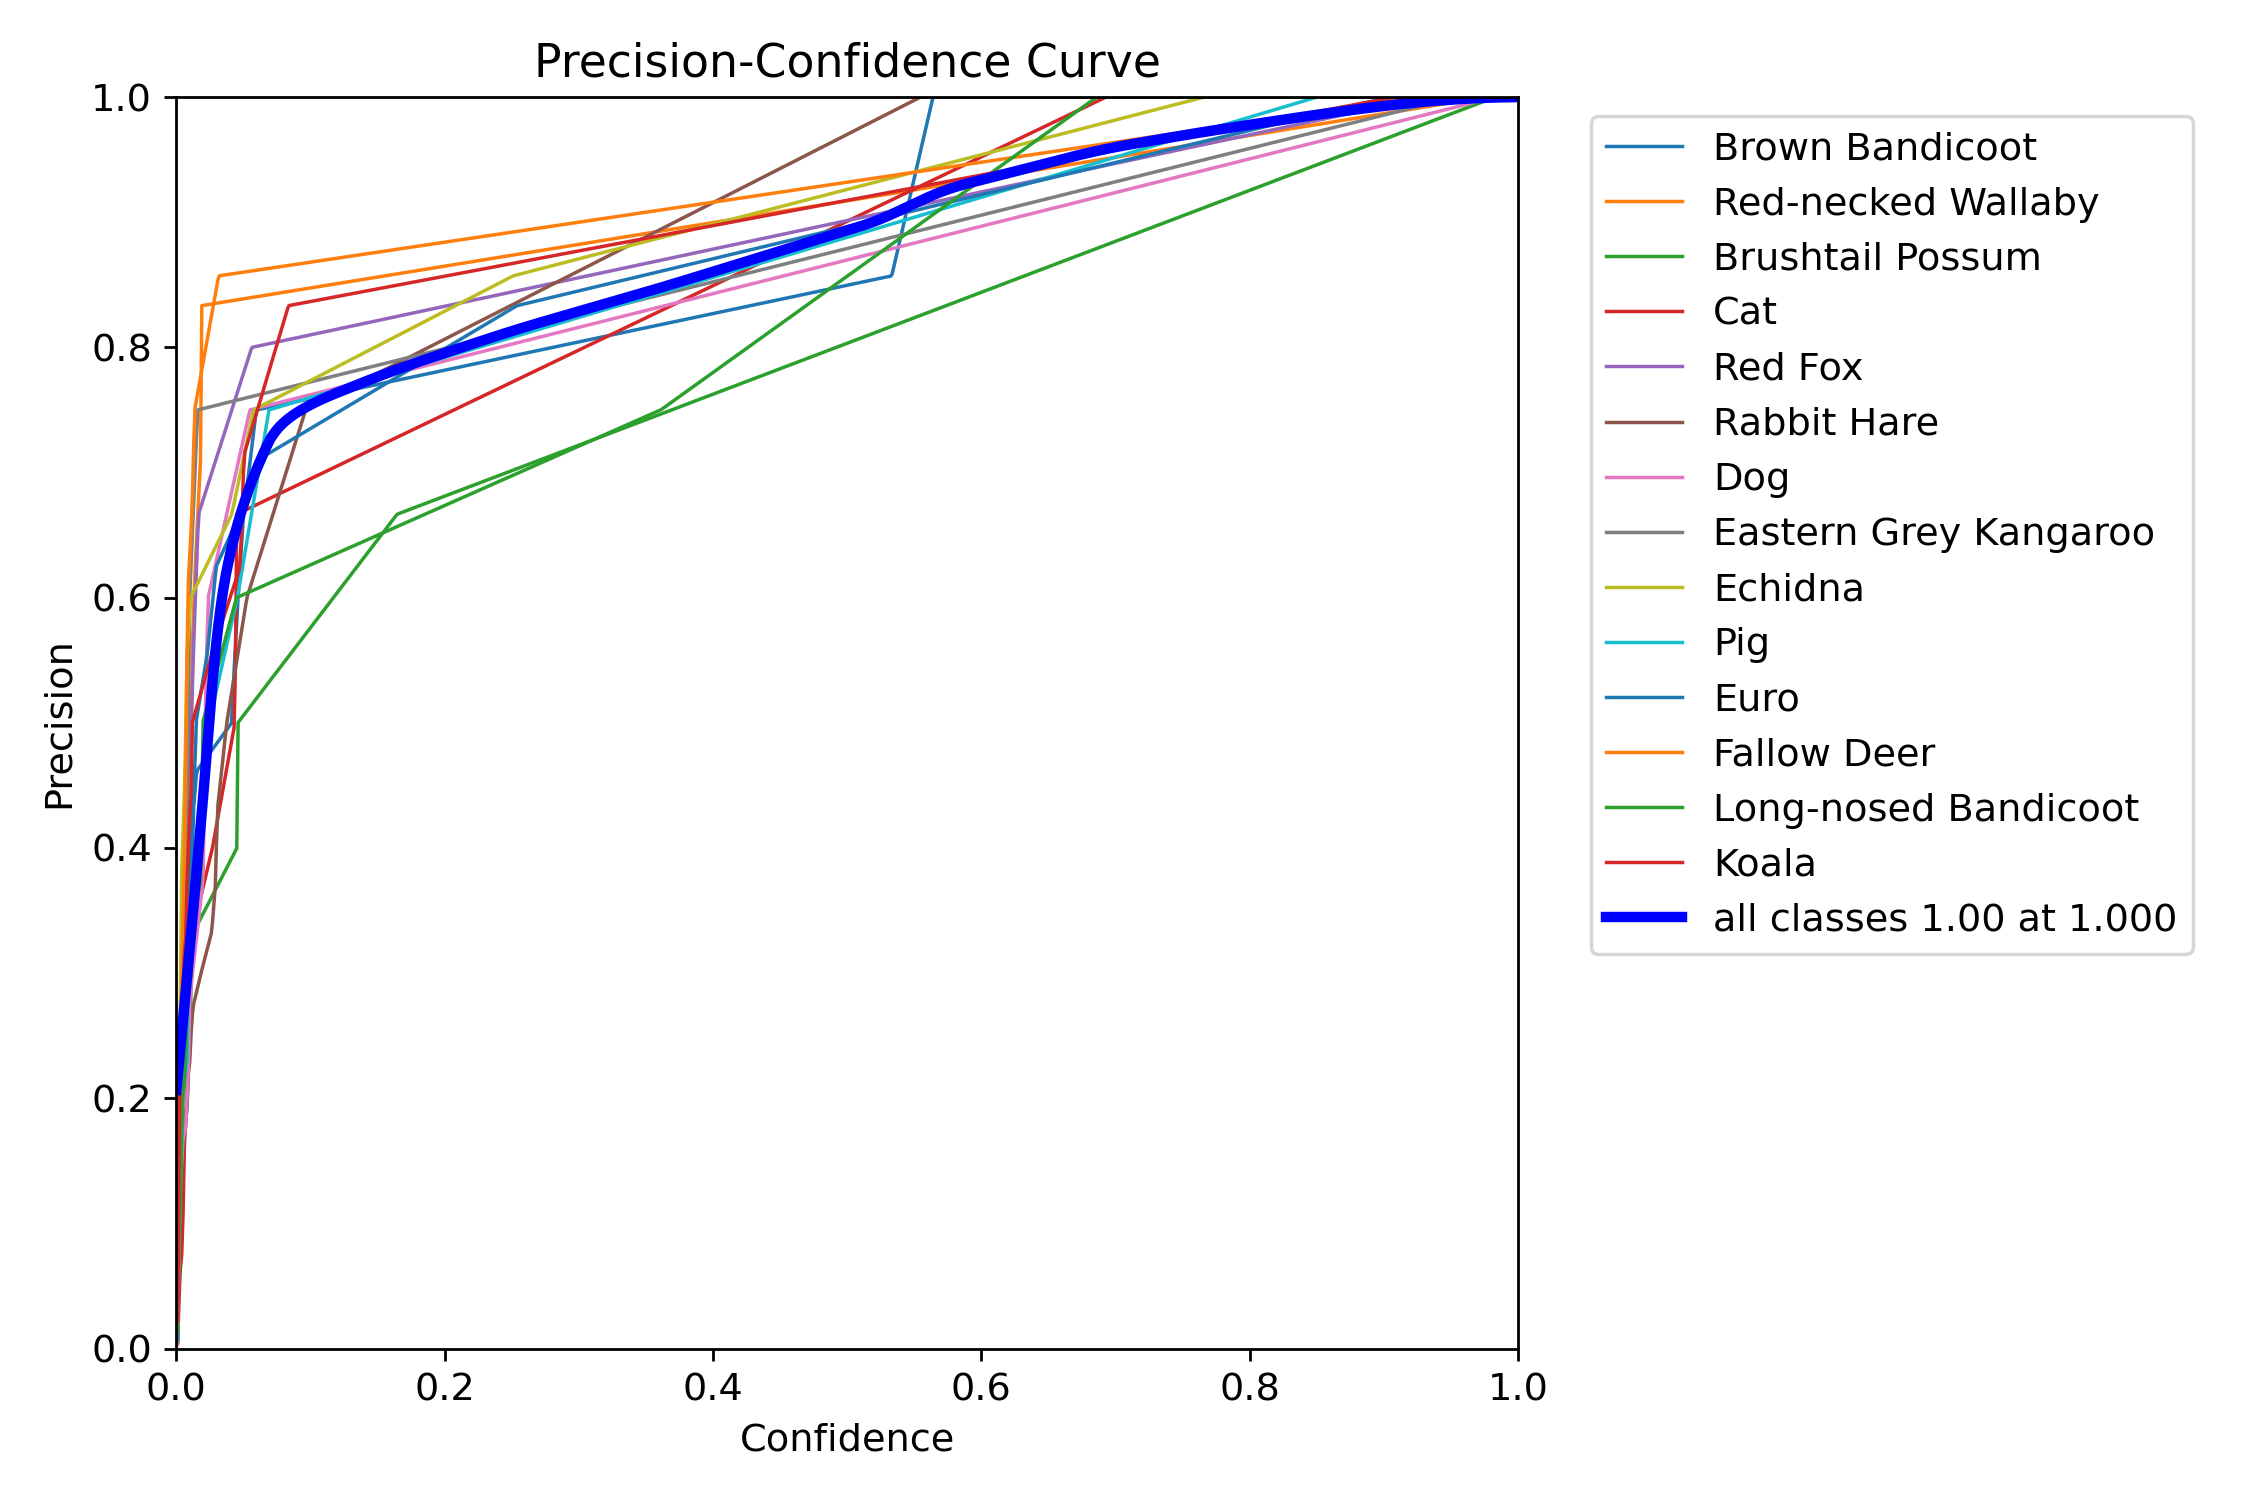 Precision-Confidence Curve
1.0
0.8
0.6
0.4
0.2
0.0
Precision
0.0 0.2 0.4 0.6 0.8 1.0
Confidence
Brown Bandicoot
Red-necked Wallaby
Brushtail Possum
Cat
Red Fox
Rabbit Hare
Dog
Eastern Grey Kangaroo
Echidna
Pig
Euro
Fallow Deer
Long-nosed Bandicoot
Koala
all classes 1.00 at 1.000